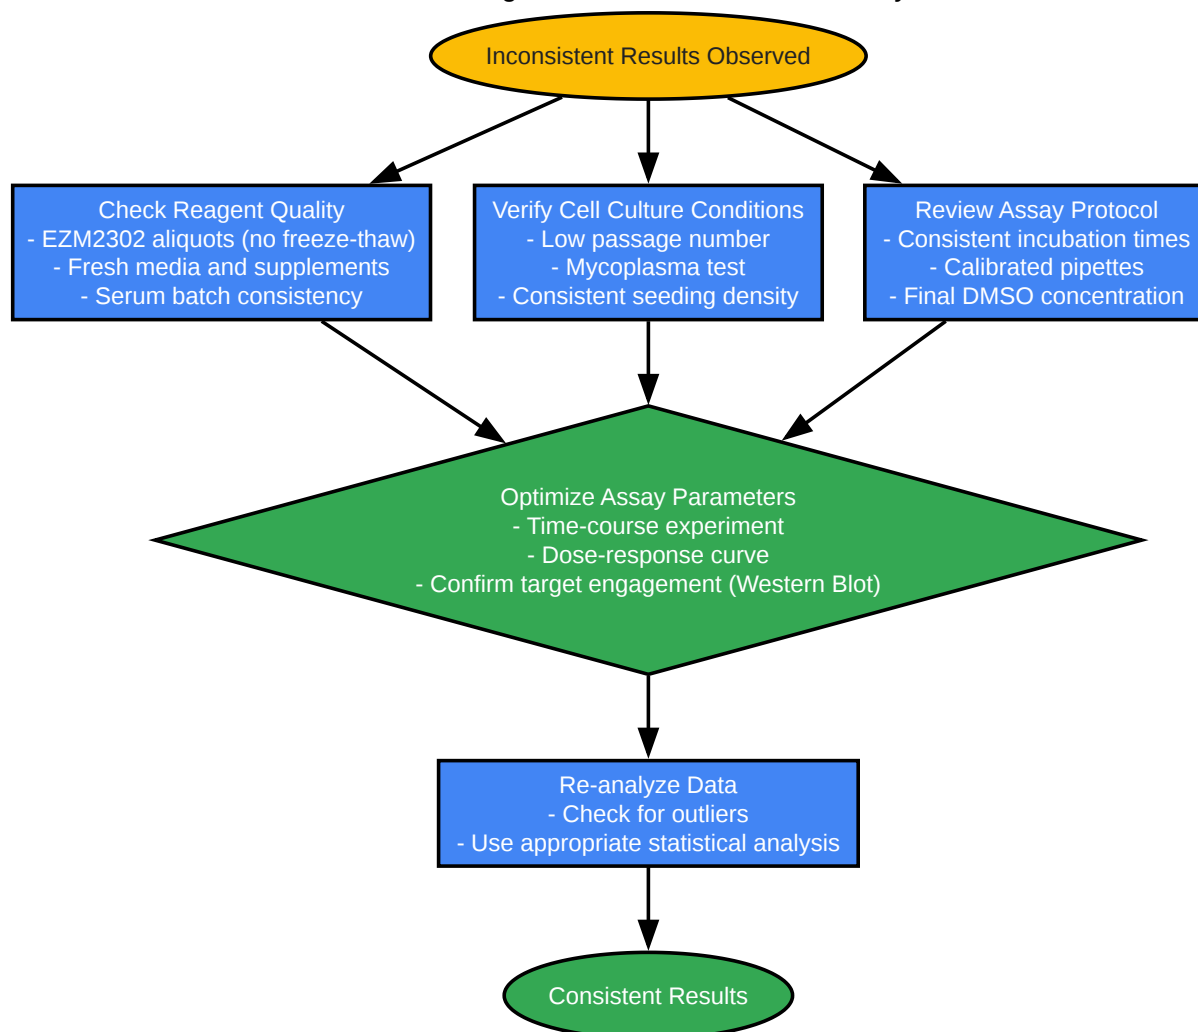 Inconsistent Results Observed
Check Reagent Quality
- EZM2302 aliquots (no freeze-thaw)
- Fresh media and supplements
- Serum batch consistency
Verify Cell Culture Conditions
- Low passage number
- Mycoplasma test
- Consistent seeding density
Review Assay Protocol
- Consistent incubation times
- Calibrated pipettes
- Final DMSO concentration
Optimize Assay Parameters
- Time-course experiment
- Dose-response curve
- Confirm target engagement (Western Blot)
Re-analyze Data
- Check for outliers
- Use appropriate statistical analysis
Consistent Results